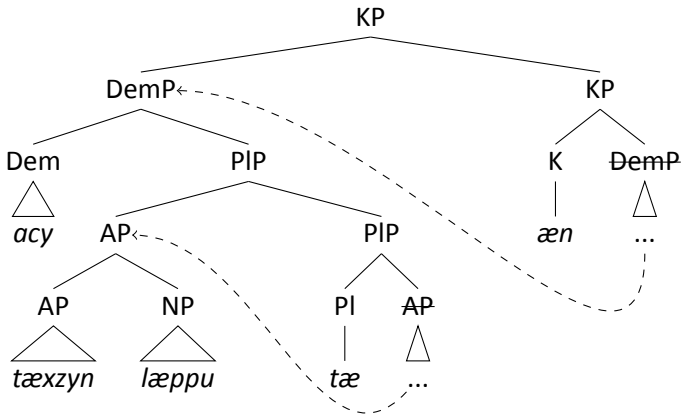 KP
DemP KP
Dem PlP K DemP
acy AP PlP æn ...
AP NP Pl AP
tæxzyn læppu tæ ...